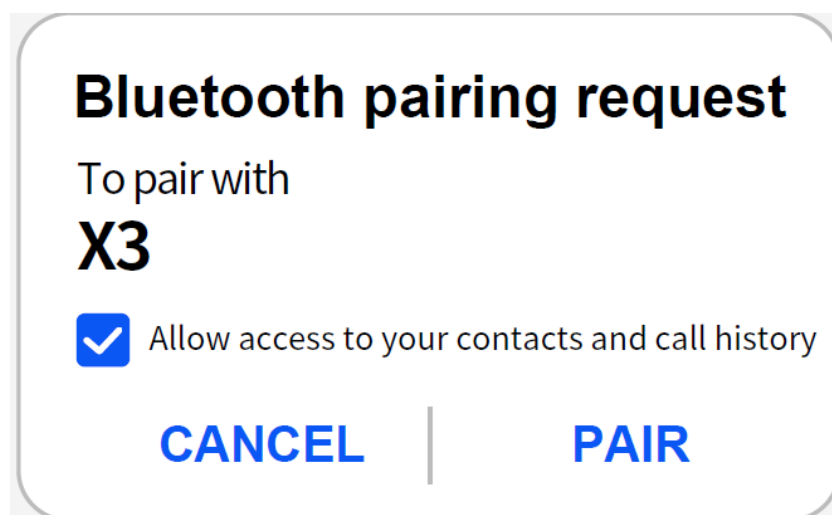 Bluetooth pairing request
To pair with
X3
Allow access to your contacts and call history
CANCEL
PAIR